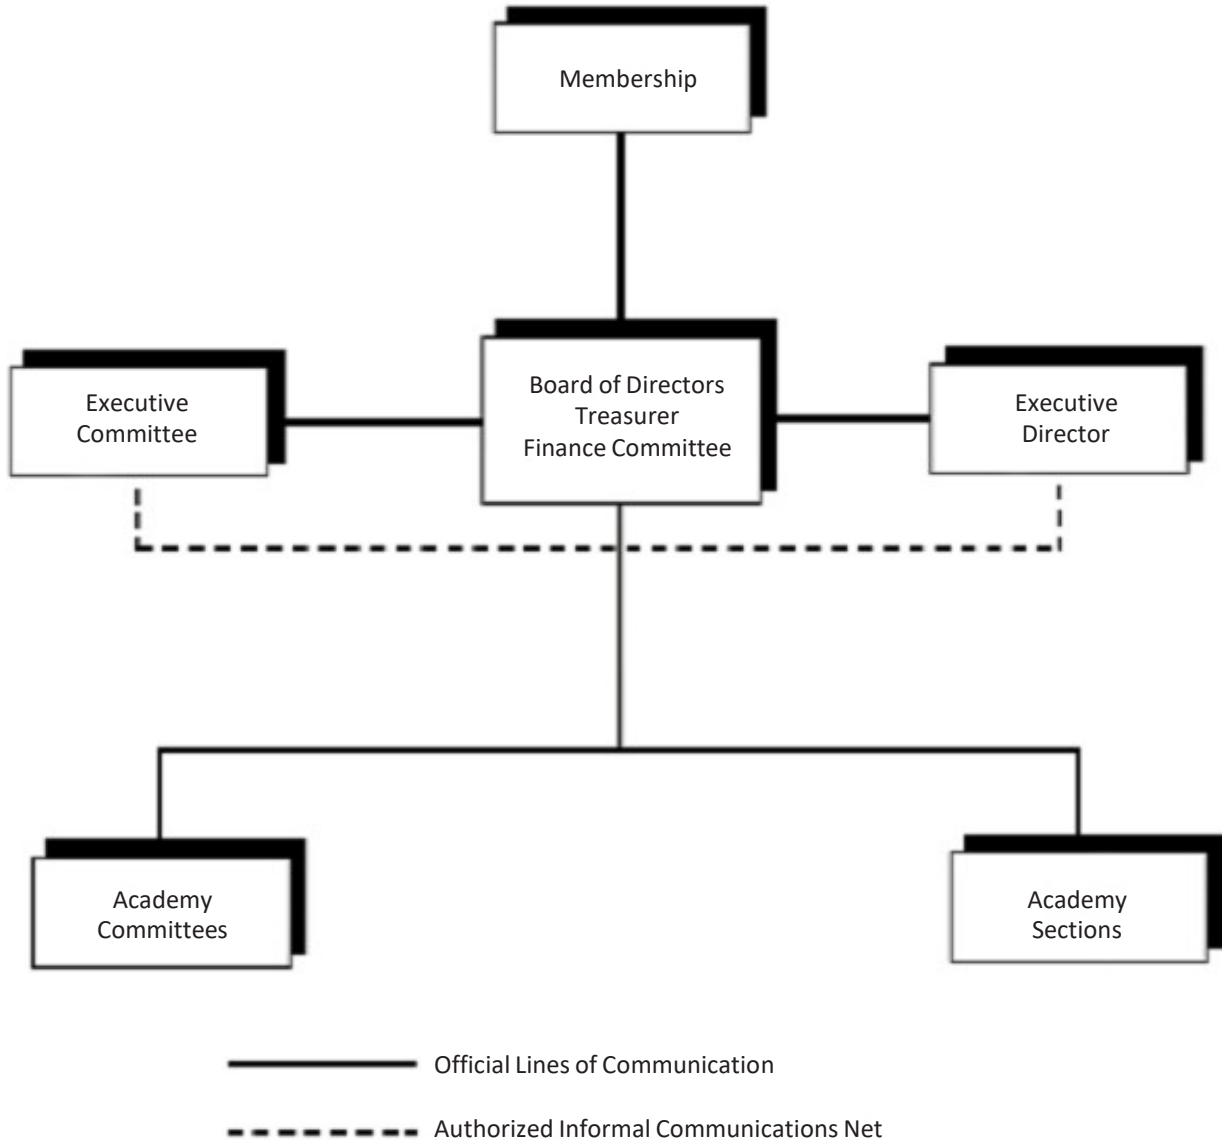 Membership
Executive
Committee
Board of Directors
Treasurer
Finance Committee
Executive
Director
Academy
Committees
Academy
Sections
Official Lines of Communication
Authorized Informal Communications Net